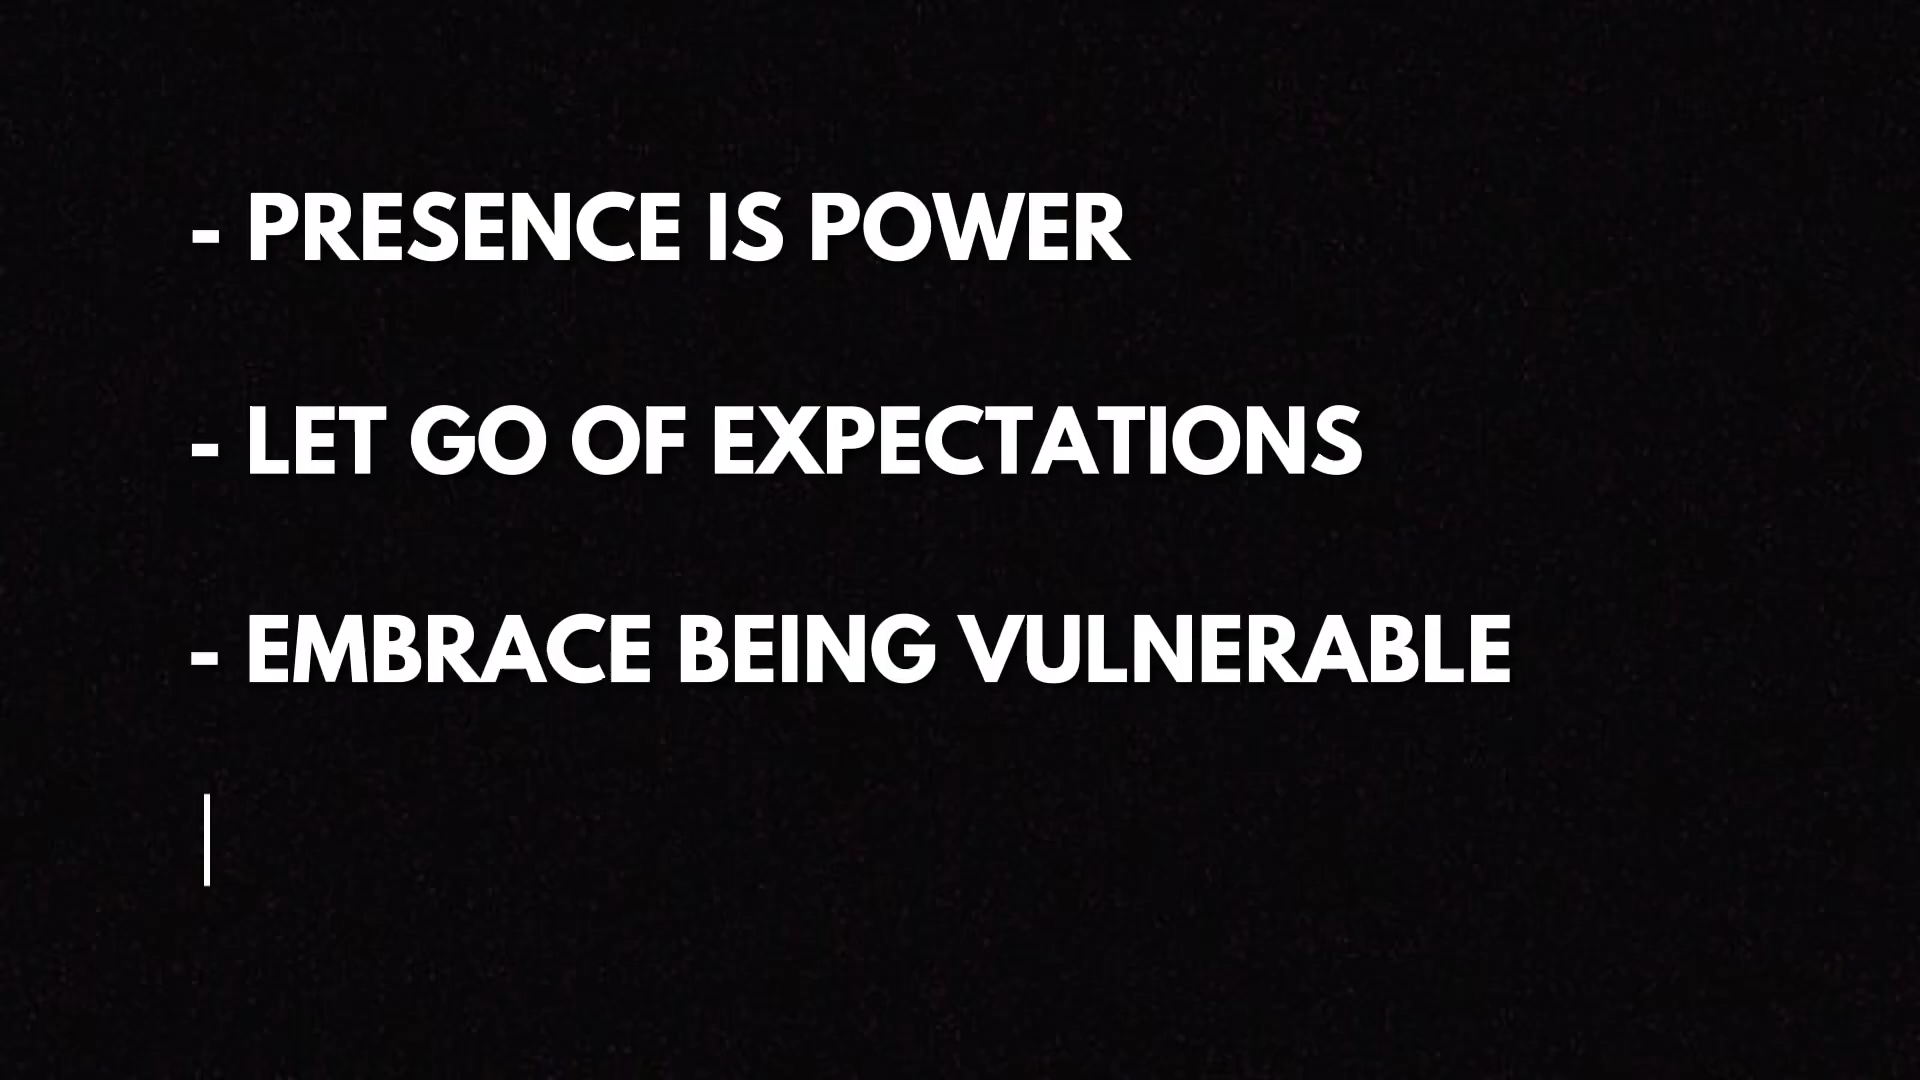 - PRESENCE IS POWER
- LET GO OF EXPECTATIONS
- EMBRACE BEING VULNERABLE